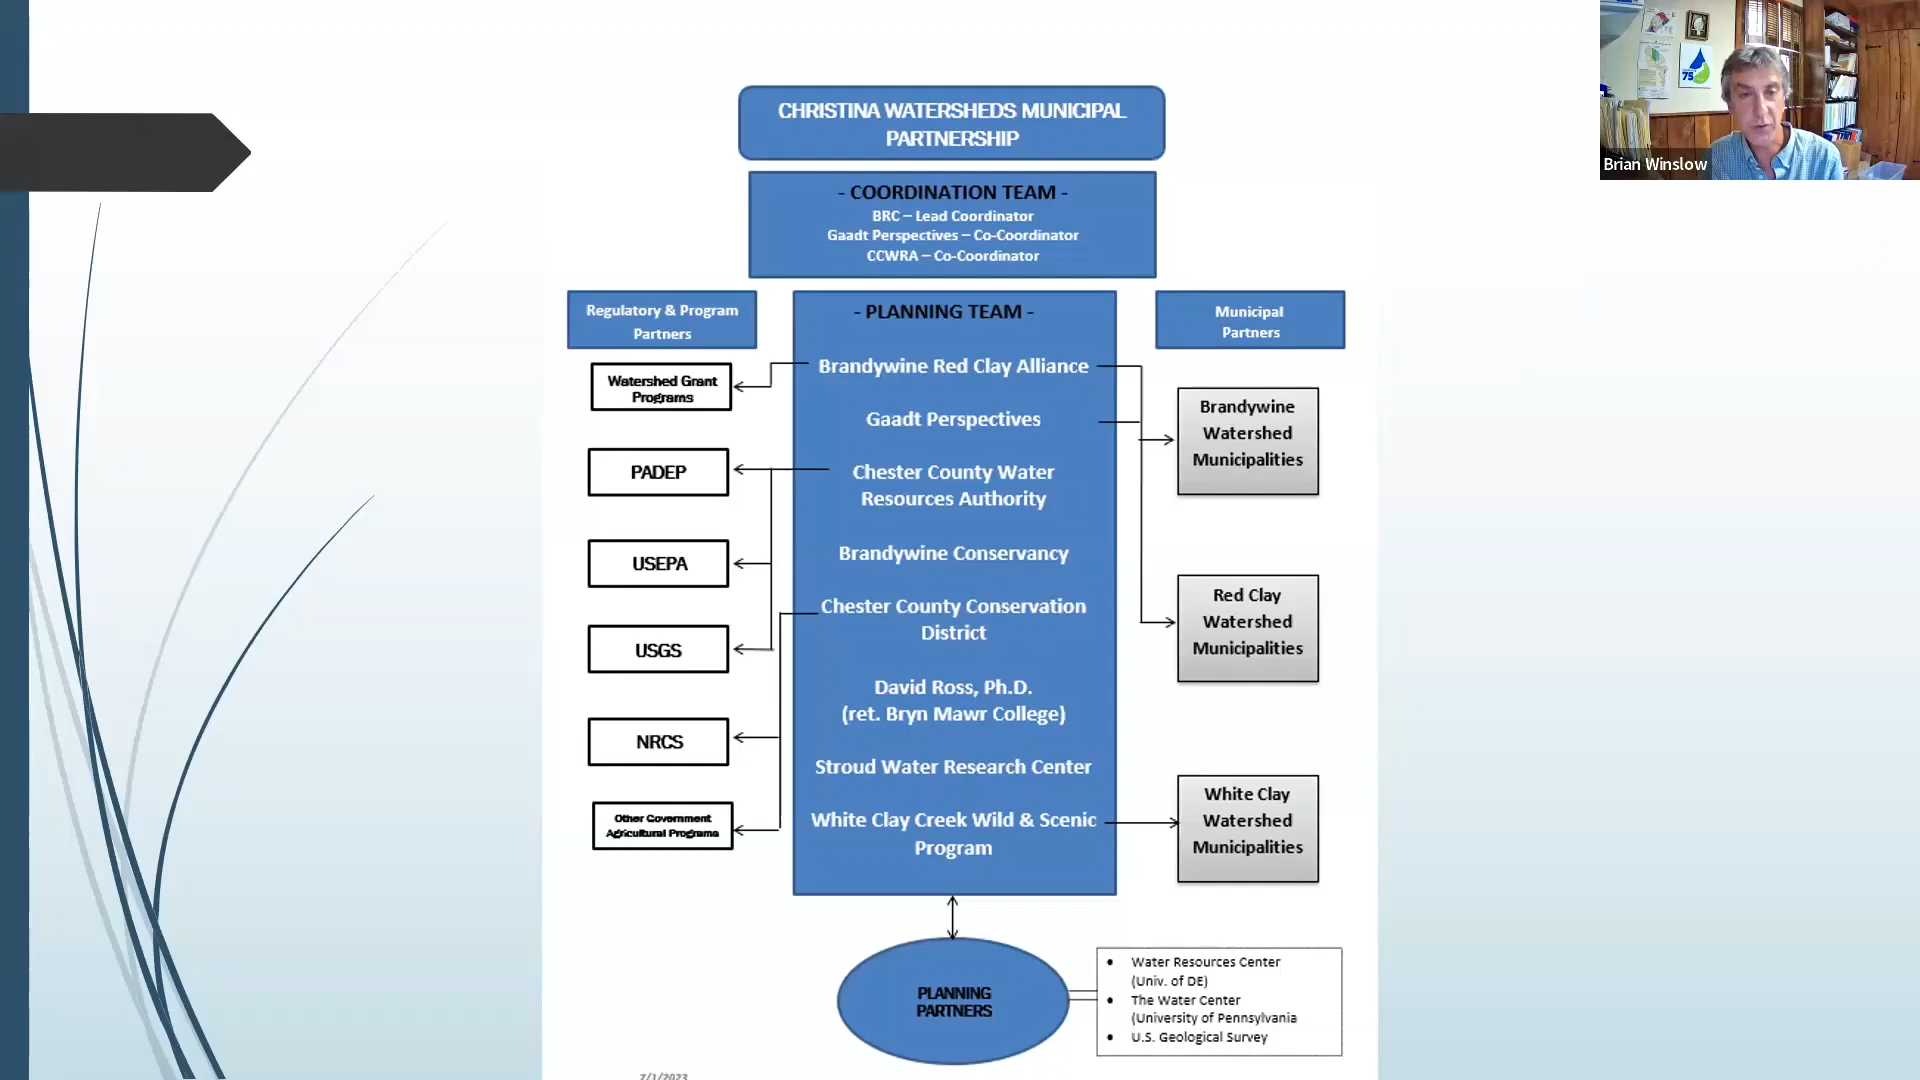 CHRISTINA WATERSHEDS MUNICIPAL
PARTNERSHIP
- COORDINATION TEAM -
BRC – Lead Coordinator
Gaadt Perspectives – Co-Coordinator
CCWRA – Co-Coordinator
Regulatory & Program
Partners
Watershed Grant
Programs
PADEP
USEPA
USGS
NRCS
Other Government
Agricultural Programs
- PLANNING TEAM -
Brandywine Red Clay Alliance
Gaadt Perspectives
Chester County Water
Resources Authority
Brandywine Conservancy
Chester County Conservation
District
David Ross, Ph.D.
(ret. Bryn Mawr College)
Stroud Water Research Center
White Clay Creek Wild & Scenic
Program
Municipal
Partners
Brandywine
Watershed
Municipalities
Red Clay
Watershed
Municipalities
White Clay
Watershed
Municipalities
PLANNING
PARTNERS
• Water Resources Center
(Univ. of DE)
• The Water Center
(University of Pennsylvania
• U.S. Geological Survey
7/1/2023
75
Brian Winslow